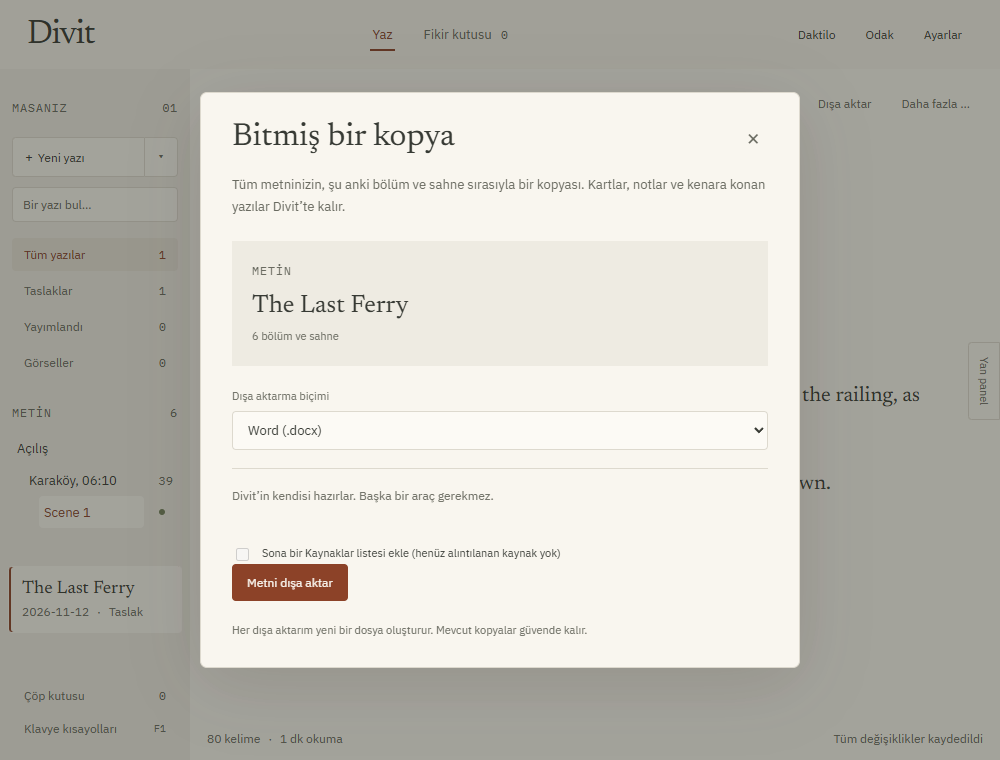 Divit
Yaz
Fikir kutusu 0
Daktilo
Odak
Ayarlar
MASANIZ 01
+ Yeni yazı
Bir yazı bul...
Tüm yazılar 1
Taslaklar 1
Yayımlandı 0
Görseller 0
METİN 6
Açılış
Karaköy, 06:10 39
Scene 1
The Last Ferry
2026-11-12 · Taslak
Çöp kutusu 0
Klavye kısayolları F1
Dışa aktar
Daha fazla ...
Bitmiş bir kopya
×
Tüm metninizin, şu anki bölüm ve sahne sırasıyla bir kopyası. Kartlar, notlar ve kenara konan
yazılar Divit’te kalır.
METİN
The Last Ferry
6 bölüm ve sahne
Dışa aktarma biçimi
Word (.docx)
Divit’in kendisi hazırlar. Başka bir araç gerekmez.
Sona bir Kaynaklar listesi ekle (henüz alıntılanan kaynak yok)
Metni dışa aktar
Her dışa aktarım yeni bir dosya oluşturur. Mevcut kopyalar güvende kalır.
the railing, as
wn.
Yan panel
80 kelime · 1 dk okuma
Tüm değişiklikler kaydedildi